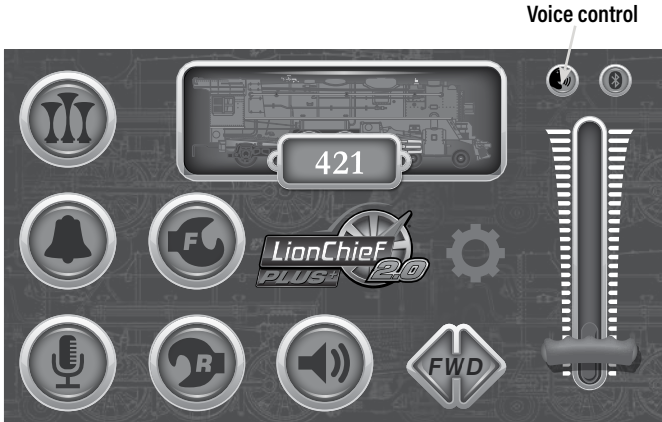 Voice control
421
F
LionChief
PLUS+ 2.0
R
FWD